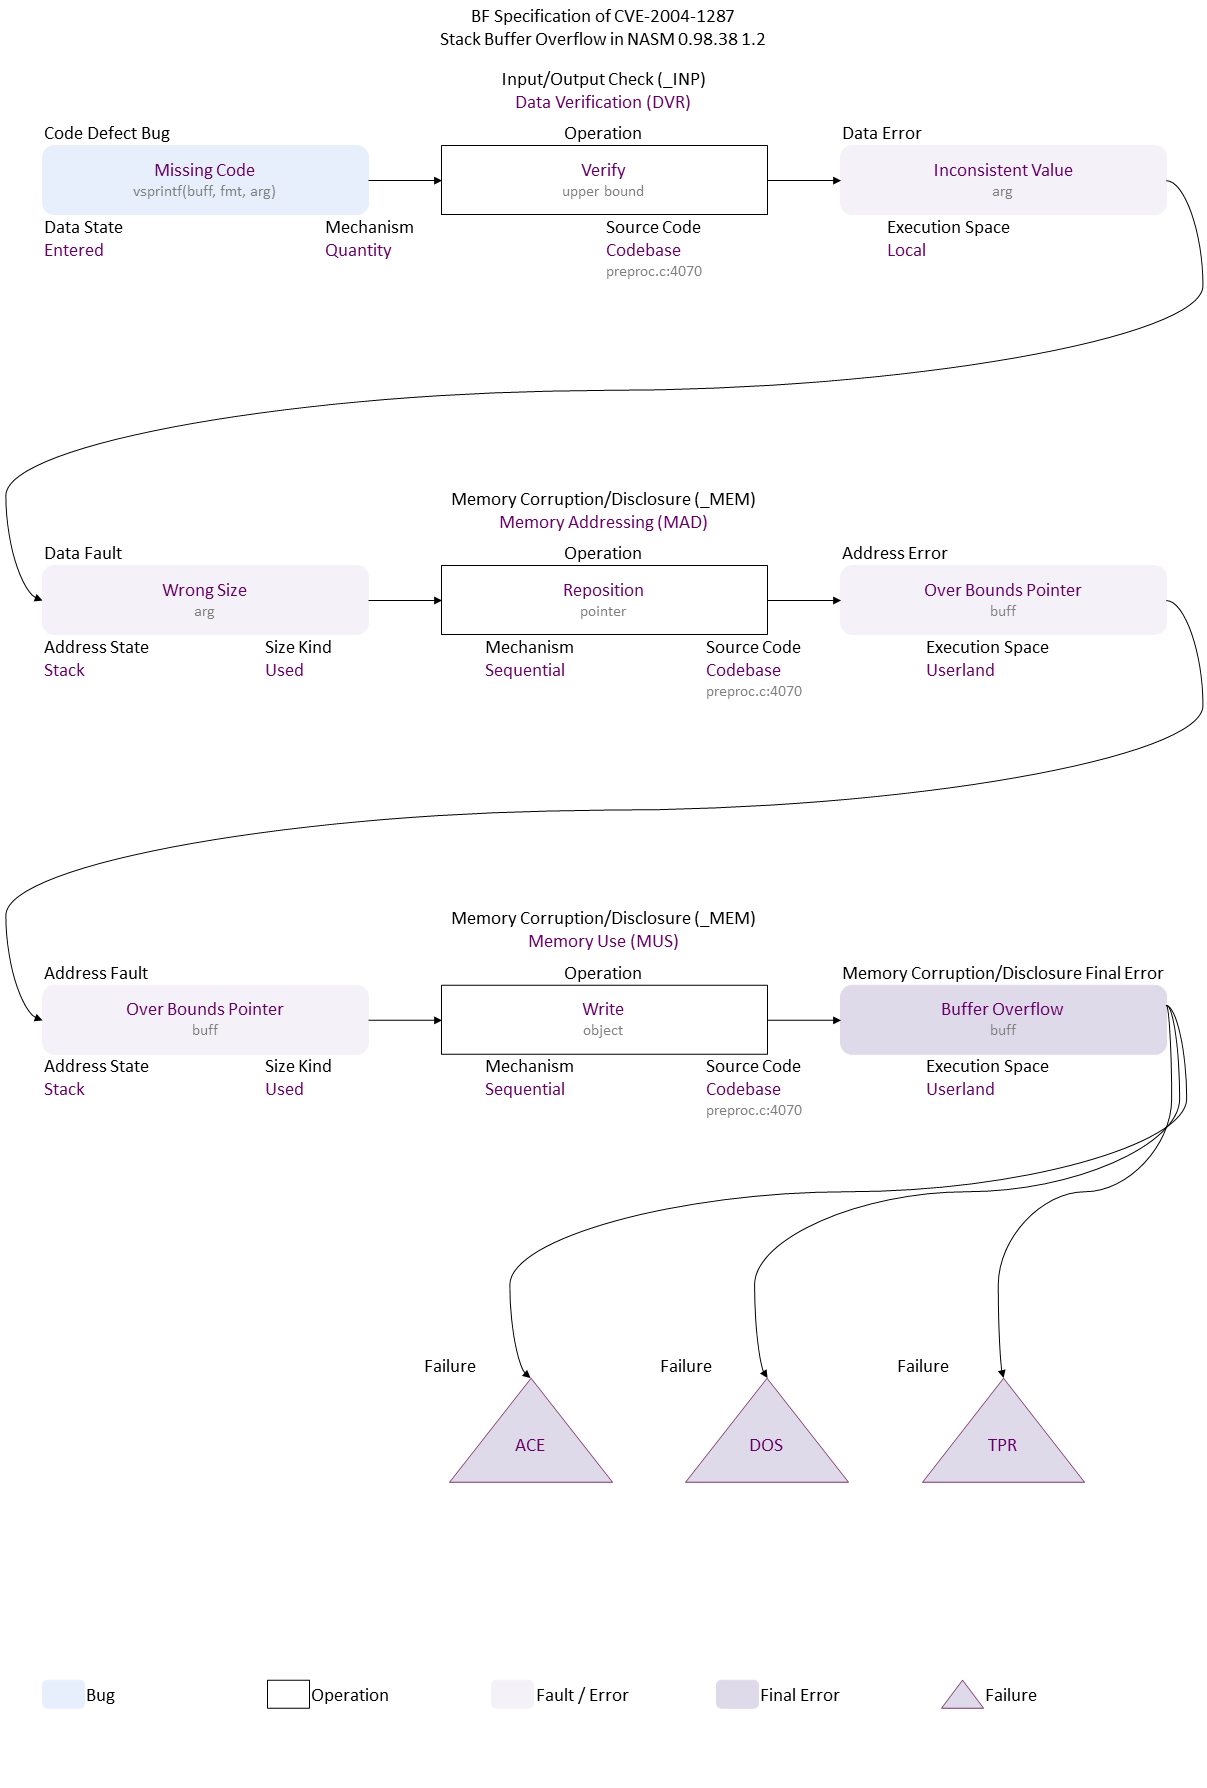 BF Specification of CVE-2004-1287
Stack Buffer Overflow in NASM 0.98.38 1.2
Input/Output Check (_INP)
Data Verification (DVR)
Code Defect Bug
Operation
Data Error
Missing Code
vsprintf(buff, fmt, arg)
Verify
upper bound
Inconsistent Value
arg
Data State
Entered
Mechanism
Quantity
Source Code
Codebase
preproc.c:4070
Execution Space
Local
Memory Corruption/Disclosure (_MEM)
Memory Addressing (MAD)
Data Fault
Operation
Address Error
Wrong Size
arg
Reposition
pointer
Over Bounds Pointer
buff
Address State
Stack
Size Kind
Used
Mechanism
Sequential
Source Code
Codebase
preproc.c:4070
Execution Space
Userland
Memory Corruption/Disclosure (_MEM)
Memory Use (MUS)
Address Fault
Operation
Memory Corruption/Disclosure Final Error
Over Bounds Pointer
buff
Write
object
Buffer Overflow
buff
Address State
Stack
Size Kind
Used
Mechanism
Sequential
Source Code
Codebase
preproc.c:4070
Execution Space
Userland
Failure
Failure
Failure
ACE
DOS
TPR
Bug
Operation
Fault / Error
Final Error
Failure